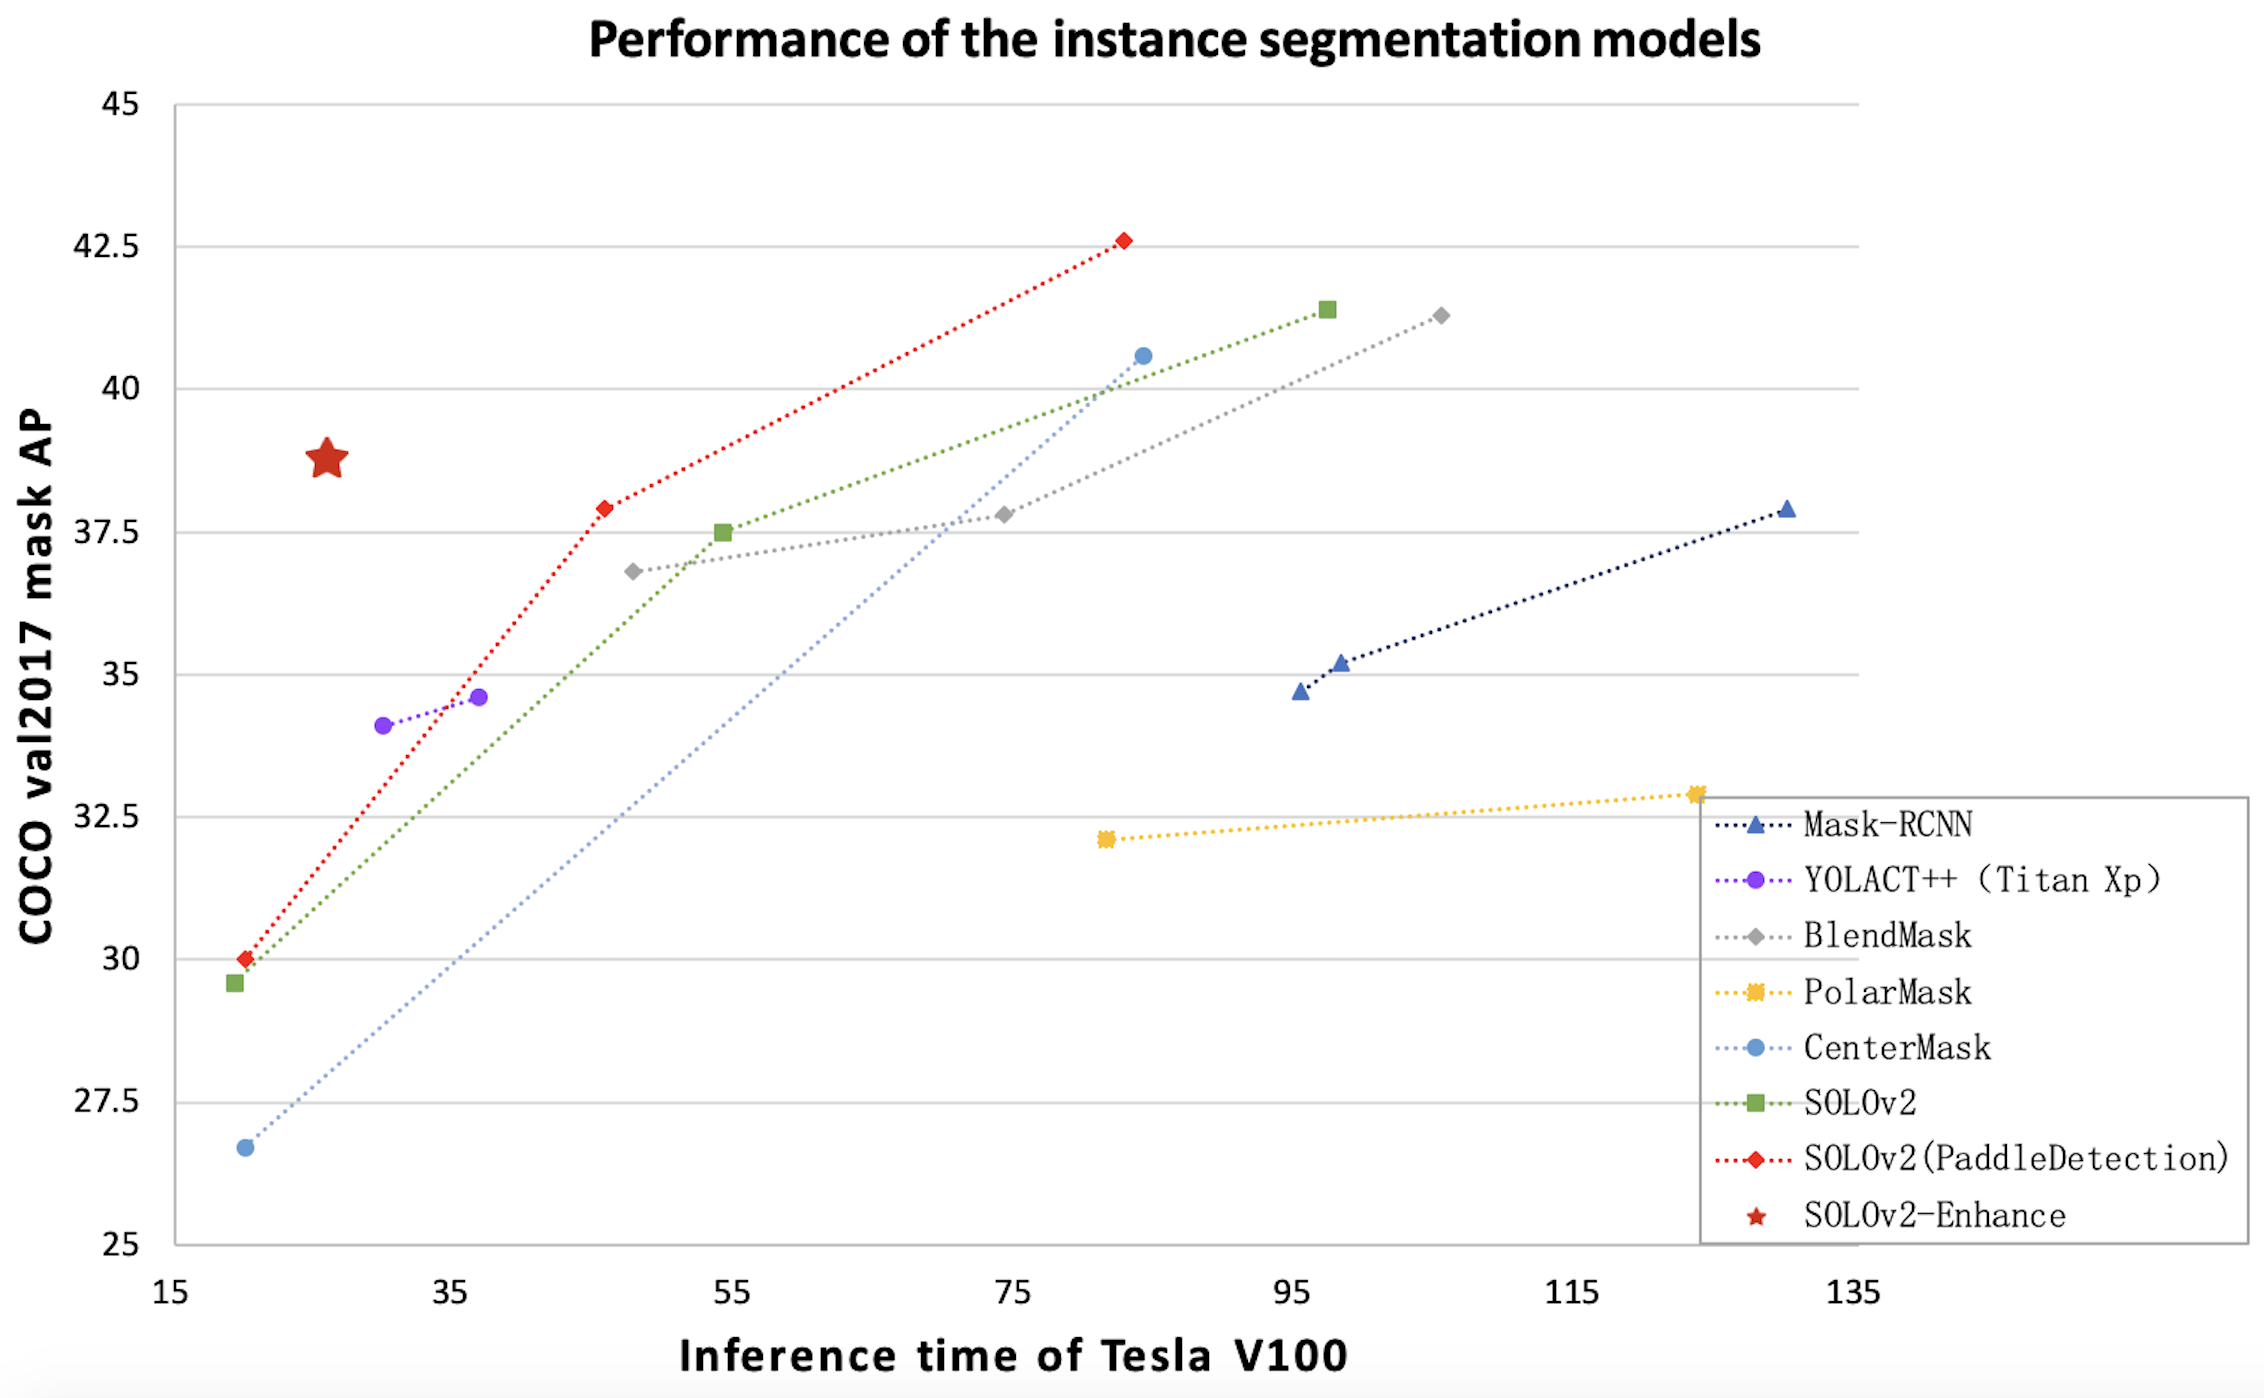 Performance of the instance segmentation models
45
42.5
40
37.5
35
32.5
30
27.5
25
COCO val2017 mask AP
15 35 55 75 95 115 135
Inference time of Tesla V100
Mask-RCNN
YOLACT++（Titan Xp）
BlendMask
PolarMask
CenterMask
SOLOv2
SOLOv2(PaddleDetection)
SOLOv2-Enhance